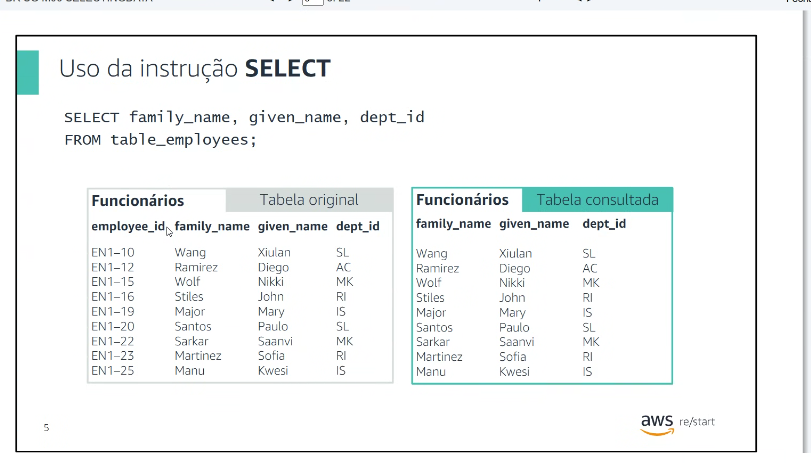 Uso da instrução SELECT
SELECT family_name, given_name, dept_id
FROM table_employees;
Funcionários Tabela original
employee_id family_name given_name dept_id
EN1–10 Wang Xiulan SL
EN1–12 Ramirez Diego AC
EN1–15 Wolf Nikki MK
EN1–16 Stiles John RI
EN1–19 Major Mary IS
EN1–20 Santos Paulo SL
EN1–22 Sarkar Saanvi MK
EN1–23 Martinez Sofia RI
EN1–25 Manu Kwesi IS
Funcionários Tabela consultada
family_name given_name dept_id
Wang Xiulan SL
Ramirez Diego AC
Wolf Nikki MK
Stiles John RI
Major Mary IS
Santos Paulo SL
Sarkar Saanvi MK
Martinez Sofia RI
Manu Kwesi IS
5
aws re/start